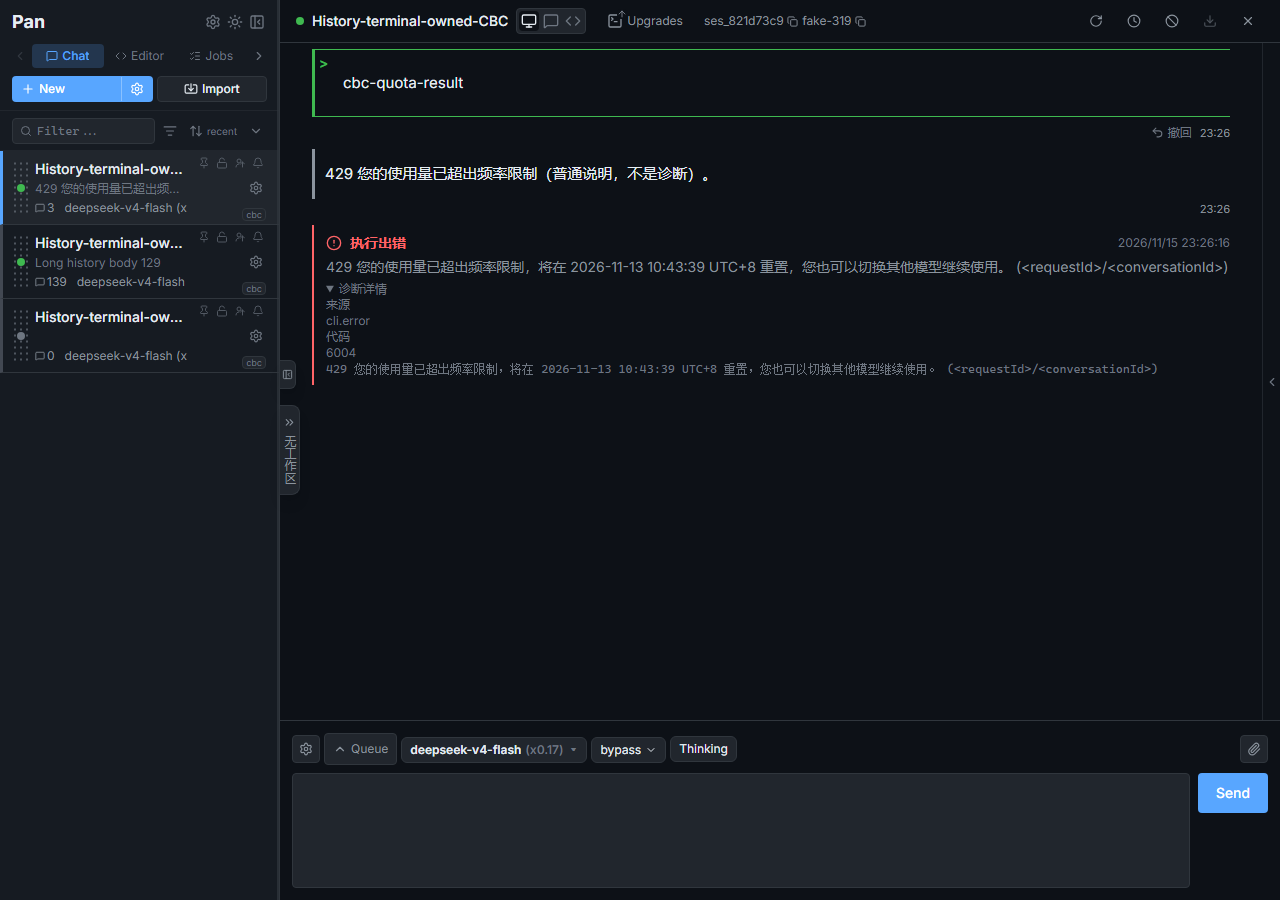 Pan
Chat
Editor
Jobs
New
Import
Filter ...
recent
History-terminal-ow...
429 您的使用量已超出频...
3 deepseek-v4-flash (x
cbc
History-terminal-ow...
Long history body 129
139 deepseek-v4-flash
cbc
History-terminal-ow...
0 deepseek-v4-flash (x
cbc
History-terminal-owned-CBC
Upgrades
ses_821d73c9
fake-319
>
cbc-quota-result
撤回 23:26
429 您的使用量已超出频率限制（普通说明，不是诊断）。
23:26
执行出错
2026/11/15 23:26:16
429 您的使用量已超出频率限制，将在 2026-11-13 10:43:39 UTC+8 重置，您也可以切换其他模型继续使用。 (<requestId>/<conversationId>)
▼ 诊断详情
来源
cli.error
代码
6004
429 您的使用量已超出频率限制，将在 2026-11-13 10:43:39 UTC+8 重置，您也可以切换其他模型继续使用。 (<requestId>/<conversationId>)
无工作区
Queue
deepseek-v4-flash (x0.17)
bypass
Thinking
Send